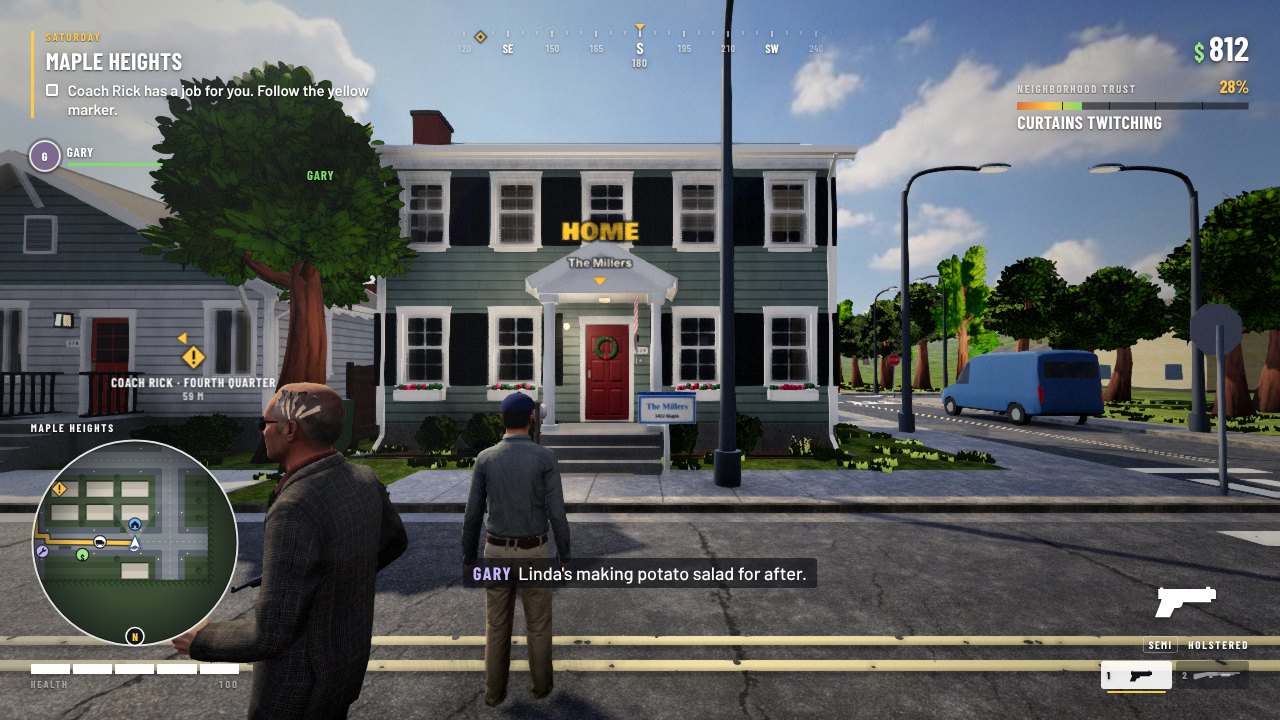 SATURDAY
MAPLE HEIGHTS
Coach Rick has a job for you. Follow the yellow
marker.
G
GARY
GARY
120
SE
150
165
S
195
210
SW
240
180
$812
NEIGHBORHOOD TRUST
28%
CURTAINS TWITCHING
HOME
The Millers
!
COACH RICK · FOURTH QUARTER
59 M
The Millers
MAPLE HEIGHTS
!
$
N
GARY Linda's making potato salad for after.
HEALTH
100
SEMI
HOLSTERED
1
2